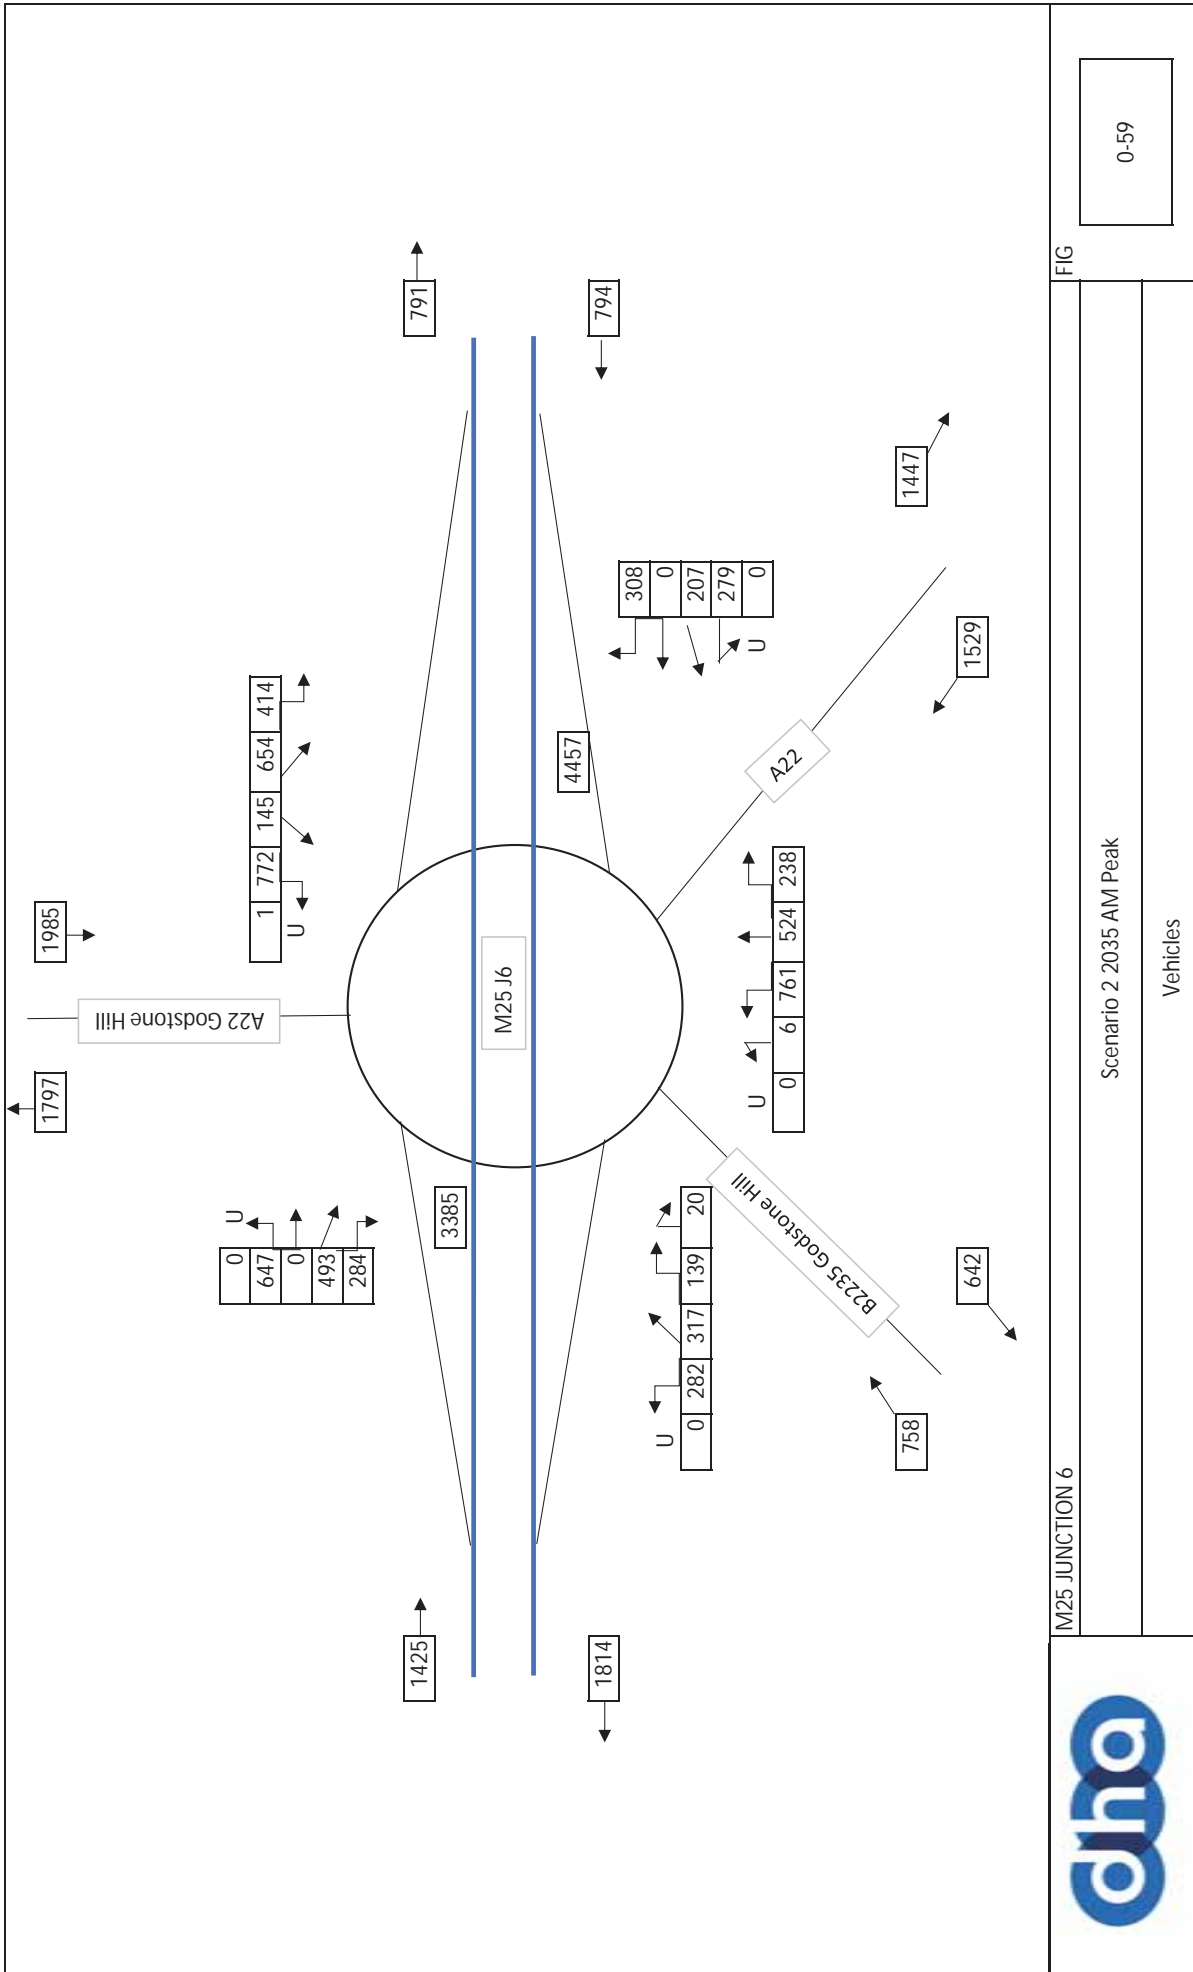 1797
1985
A22 Godstone Hill
1 772 145 654 414
U
0
647
0
493
284
U
1425
3385
791
M25 J6
4457
1814
794
308
0
207
279
0
U
U
0 282 317 139 20
U
0 6 761 524 238
A22
B2235 Godstone Hill
758
642
1529
1447
dha
M25 JUNCTION 6
Scenario 2 2035 AM Peak
Vehicles
FIG
0-59